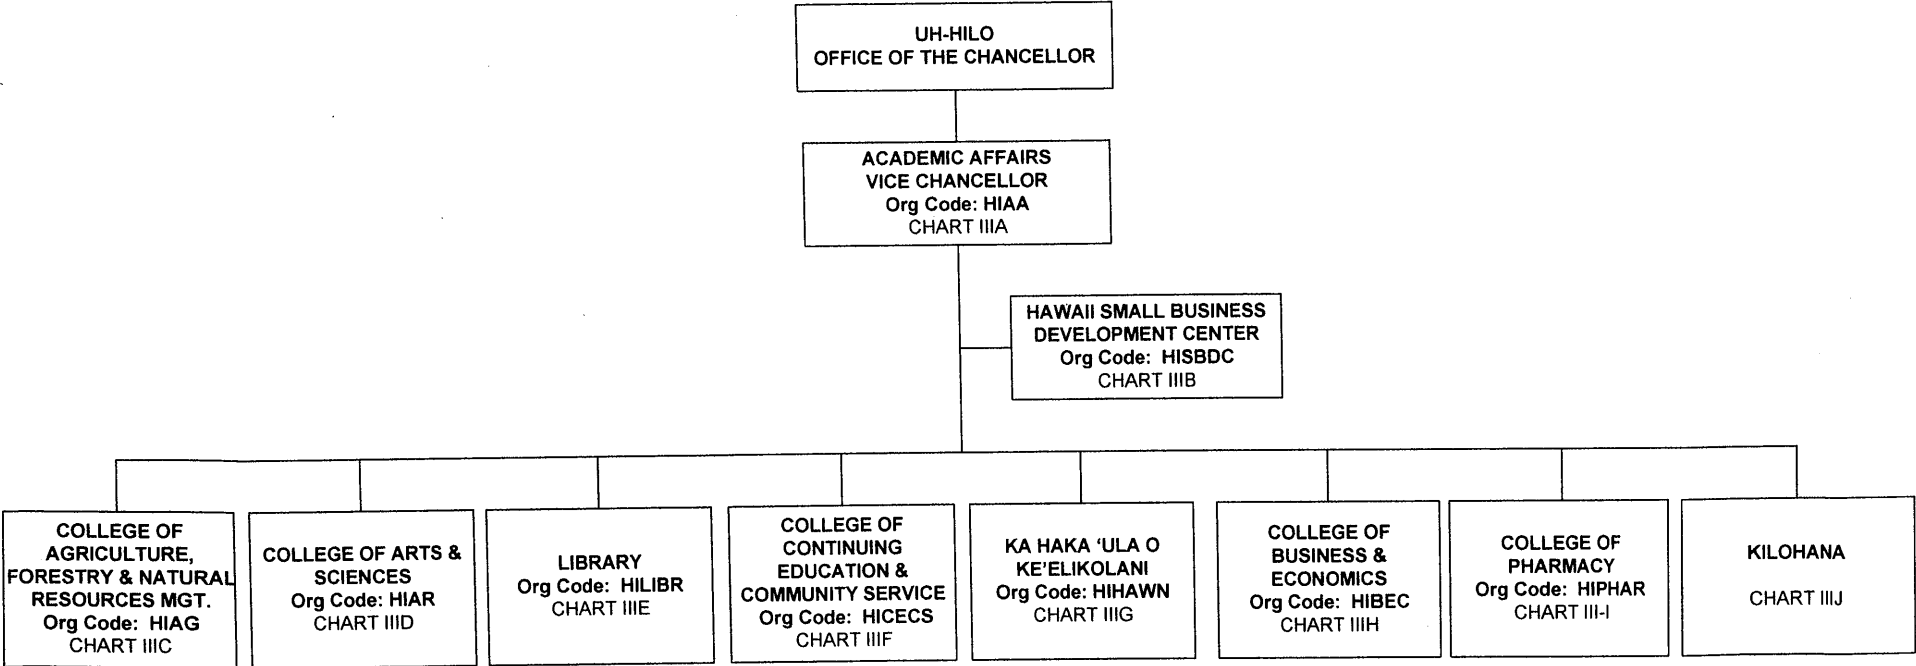 UH-HILO
OFFICE OF THE CHANCELLOR
ACADEMIC AFFAIRS
VICE CHANCELLOR
Org Code: HIAA
CHART IIIA
HAWAII SMALL BUSINESS
DEVELOPMENT CENTER
Org Code: HISBDC
CHART IIIB
COLLEGE OF
AGRICULTURE,
FORESTRY & NATURAL
RESOURCES MGT.
Org Code: HIAG
CHART IIIC
COLLEGE OF ARTS &
SCIENCES
Org Code: HIAR
CHART IIID
LIBRARY
Org Code: HILIBR
CHART IIIE
COLLEGE OF
CONTINUING
EDUCATION &
COMMUNITY SERVICE
Org Code: HICECS
CHART IIIF
KA HAKA ‘ULA O
KE’ELIKOLANI
Org Code: HIHAWN
CHART IIIG
COLLEGE OF
BUSINESS &
ECONOMICS
Org Code: HIBEC
CHART IIIH
COLLEGE OF
PHARMACY
Org Code: HIPHAR
CHART III-I
KILOHANA
CHART IIIJ